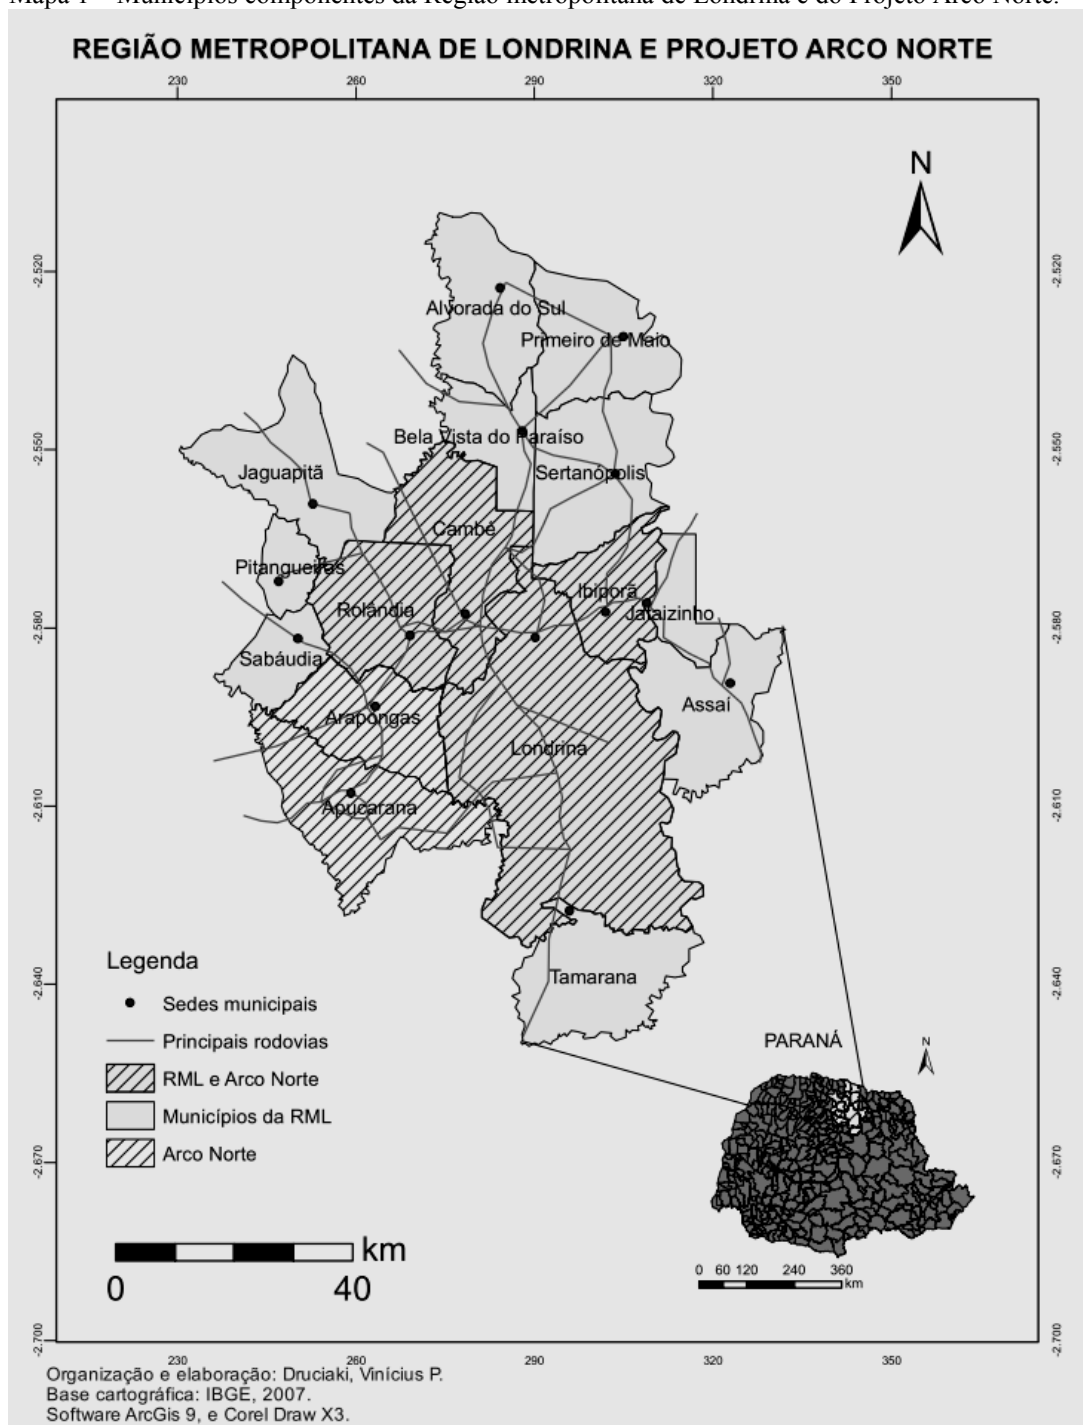 Mapa 1 – Municípios componentes da Região metropolitana de Londrina e do Projeto Arco Norte.
REGIÃO METROPOLITANA DE LONDRINA E PROJETO ARCO NORTE
230 260 290 320 350
N
-2.520 -2.520
Alvorada do Sul
Primeiro de Maio
Bela Vista do Paraíso
-2.550 -2.550
Jaguapitã
Sertanópolis
Cambé
Pitangueiras
Ibiporã
Rolândia
Jataizinho
-2.580 -2.580
Sabáudia
Assaí
Arapongas
Londrina
Apucarana
-2.610 -2.610
Legenda
Tamarana
-2.640 -2.640
Sedes municipais
Principais rodovias
PARANÁ
N
RML e Arco Norte
Municípios da RML
Arco Norte
-2.670 -2.670
km
0 40
0 60 120 240 360
km
-2.700 -2.700
230 260 290 320 350
Organização e elaboração: Druciaki, Vinícius P.
Base cartográfica: IBGE, 2007.
Software ArcGis 9, e Corel Draw X3.